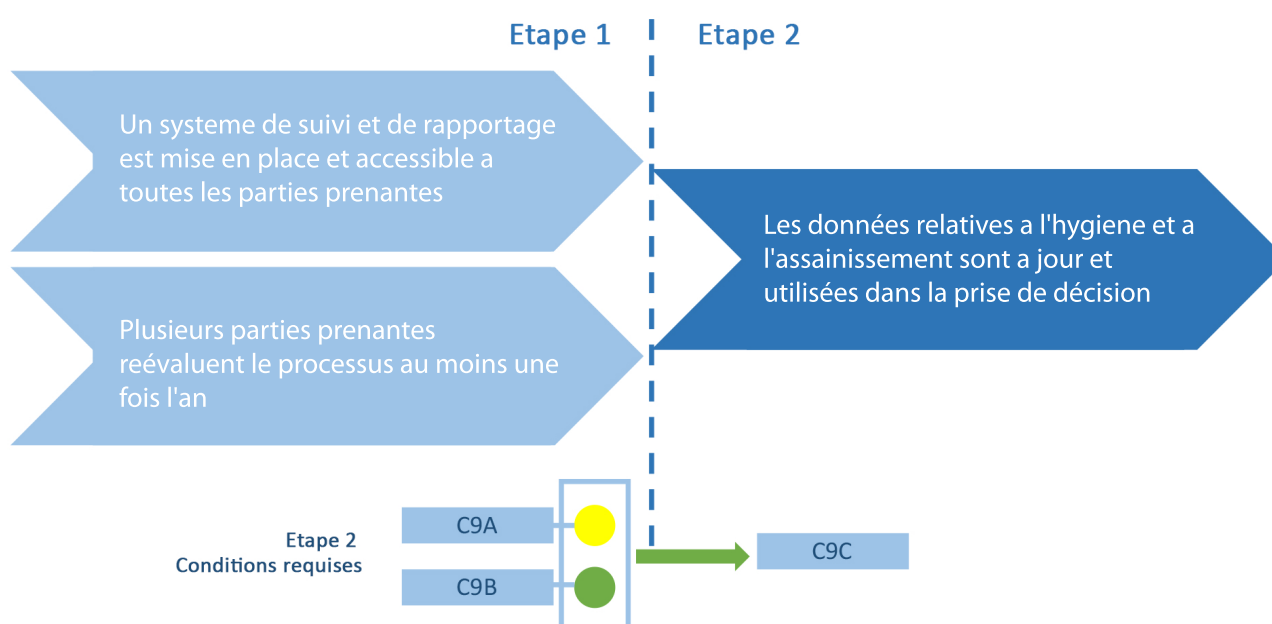 Etape 1
Etape 2
Un systeme de suivi et de rapportage
est mise en place et accessible a
toutes les parties prenantes
Les données relatives a l'hygiene et a
l'assainissement sont a jour et
utilisées dans la prise de décision
Plusieurs parties prenantes
reévaluent le processus au moins une
fois l'an
Etape 2
Conditions requises
C9A
C9B
C9C